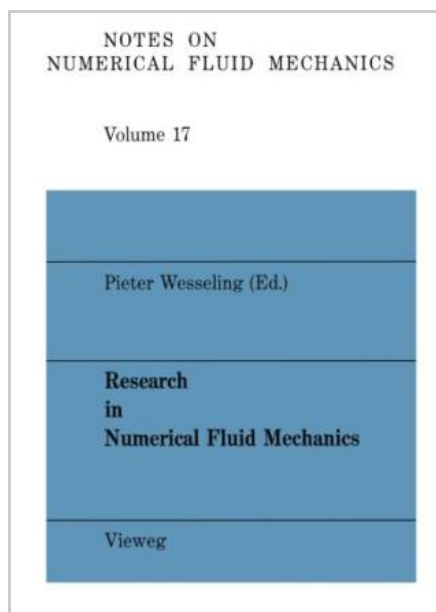 NOTES ON
NUMERICAL FLUID MECHANICS
Volume 17
Pieter Wesseling (Ed.)
Research
in
Numerical Fluid Mechanics
Vieweg